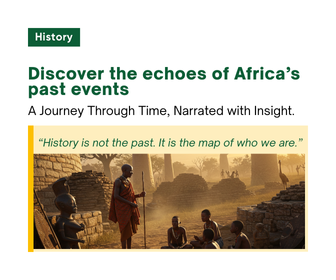 History
Discover the echoes of Africa’s
past events
A Journey Through Time, Narrated with Insight.
“History is not the past. It is the map of who we are.”